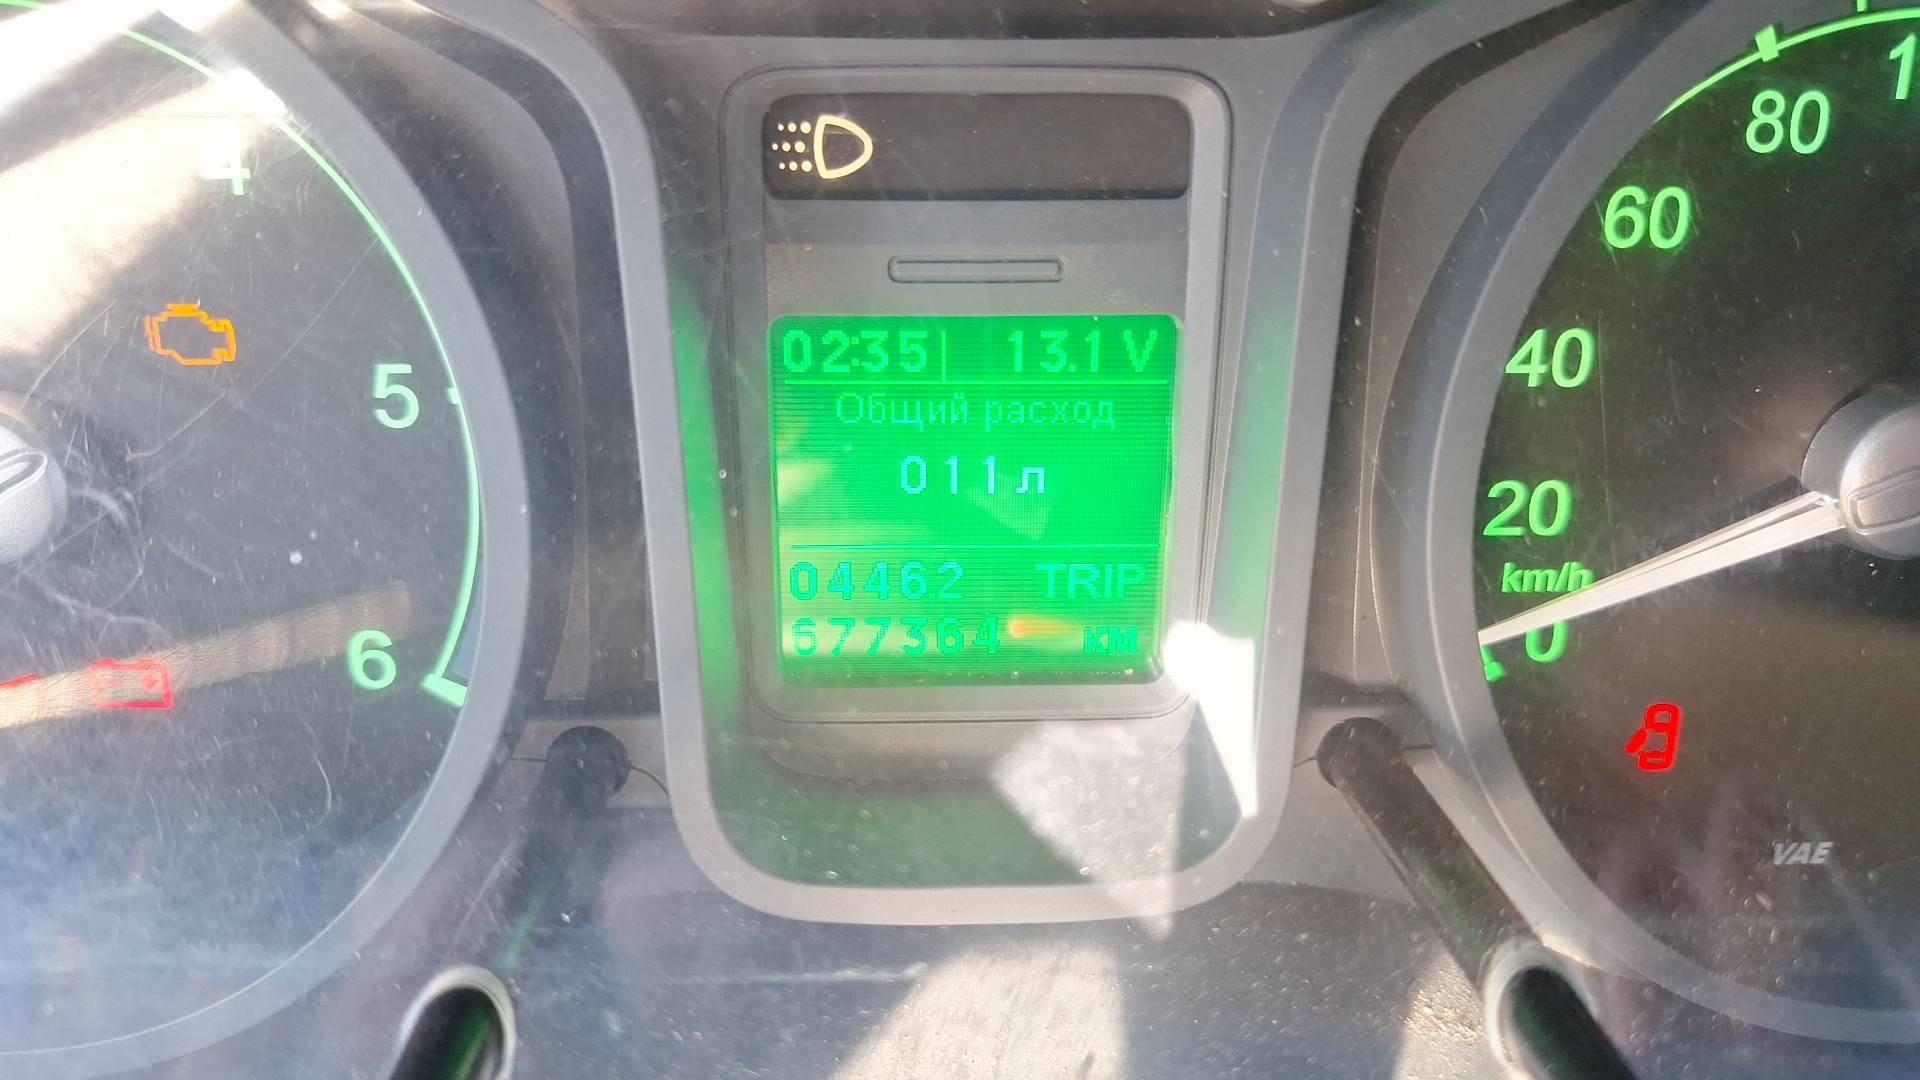 4
5
6
02:35 13.1 V
Общий расход
011 л
0446.2 TRIP
677364 км
80
60
40
20
km/h
0
VAE